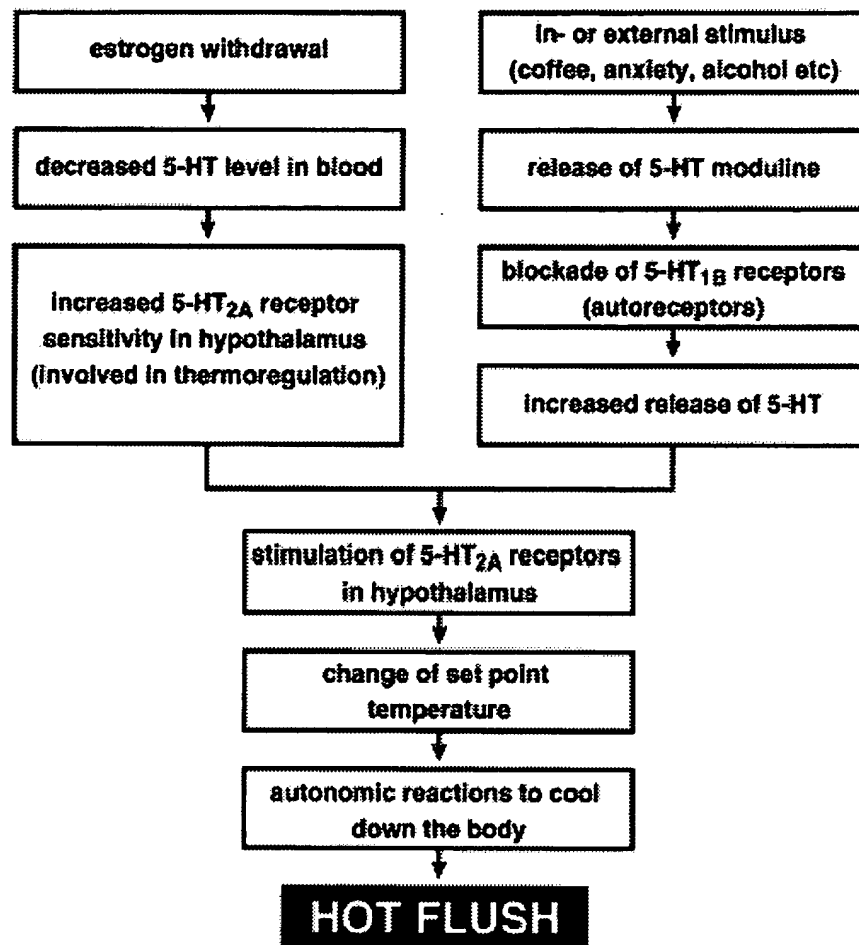 estrogen withdrawal
decreased 5-HT level in blood
increased 5-HT2A receptor
sensitivity in hypothalamus
(involved in thermoregulation)
in- or external stimulus
(coffee, anxiety, alcohol etc)
release of 5-HT moduline
blockade of 5-HT1B receptors
(autoreceptors)
increased release of 5-HT
stimulation of 5-HT2A receptors
in hypothalamus
change of set point
temperature
autonomic reactions to cool
down the body
HOT FLUSH